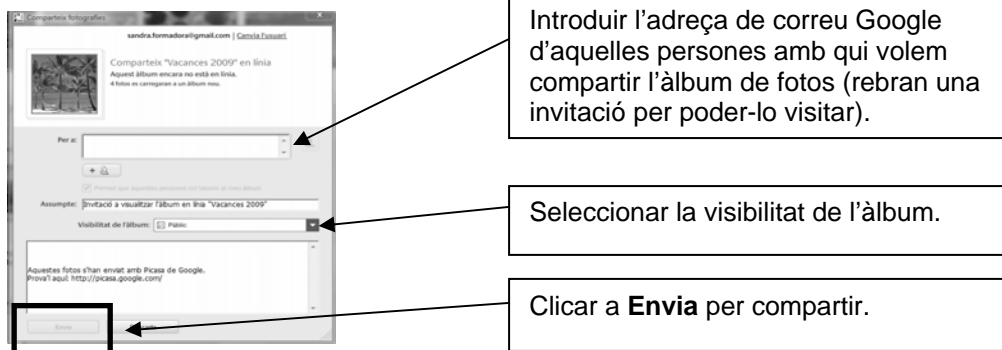 Comparteix fotografies
sandra.formadora@gmail.com | Canvia l'usuari
Comparteix "Vacances 2009" en línia
Aquest àlbum encara no està en línia.
4 fotos es carregaran a un àlbum nou.
Per a:
Assumpte: Invitació a visualitzar l'àlbum en línia "Vacances 2009"
Visibilitat de l'àlbum: Públic
Aquestes fotos s'han enviat amb Picasa de Google.
Prova'l aquí: http://picasa.google.com/
Envia
Introduir l’adreça de correu Google
d’aquelles persones amb qui volem
compartir l’àlbum de fotos (rebran una
invitació per poder-lo visitar).
Seleccionar la visibilitat de l’àlbum.
Clicar a Envia per compartir.